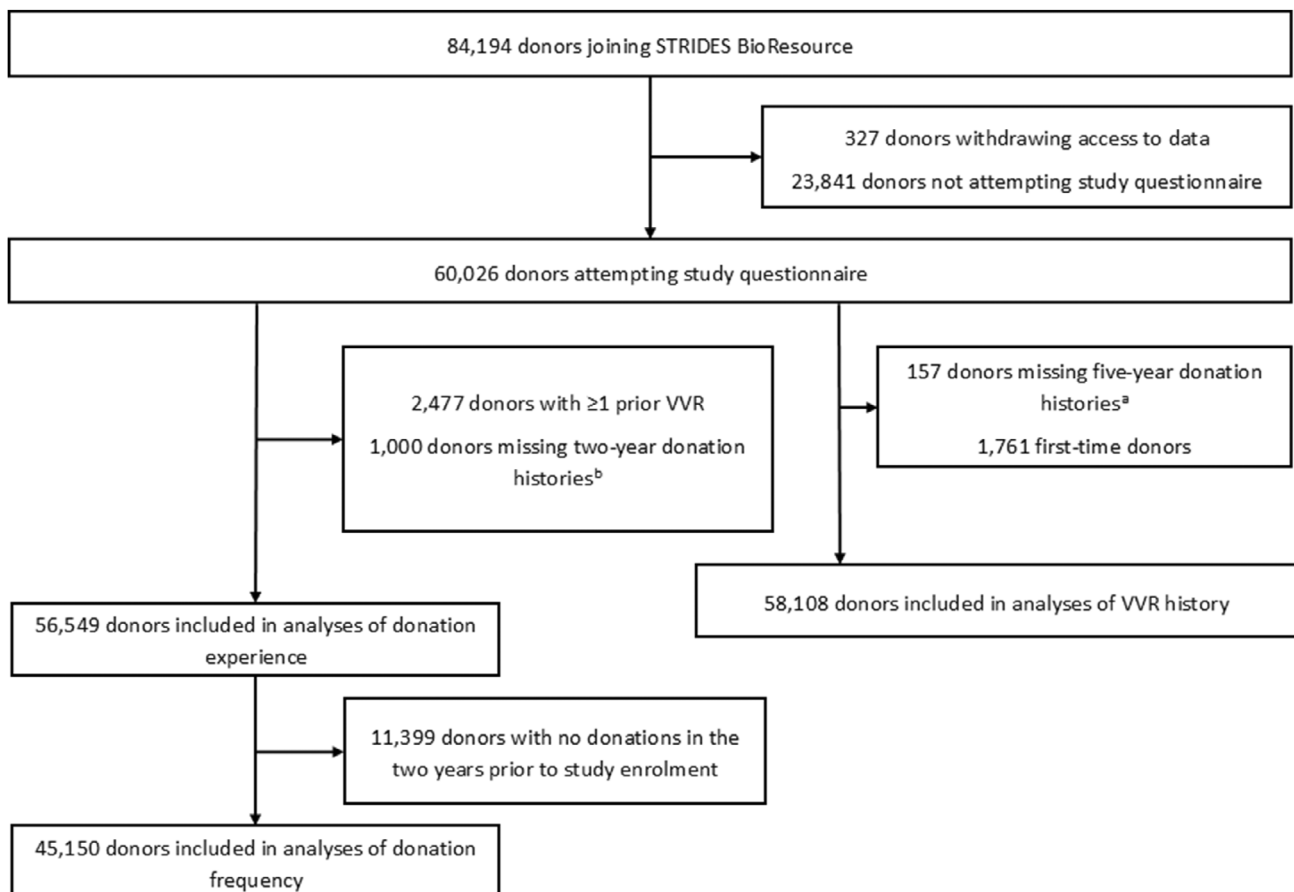 84,194 donors joining STRIDES BioResource
327 donors withdrawing access to data
23,841 donors not attempting study questionnaire
60,026 donors attempting study questionnaire
2,477 donors with ≥1 prior VVR
1,000 donors missing two-year donation
historiesᵇ
157 donors missing five-year donation
historiesᵃ
1,761 first-time donors
56,549 donors included in analyses of donation
experience
58,108 donors included in analyses of VVR history
11,399 donors with no donations in the
two years prior to study enrolment
45,150 donors included in analyses of donation
frequency